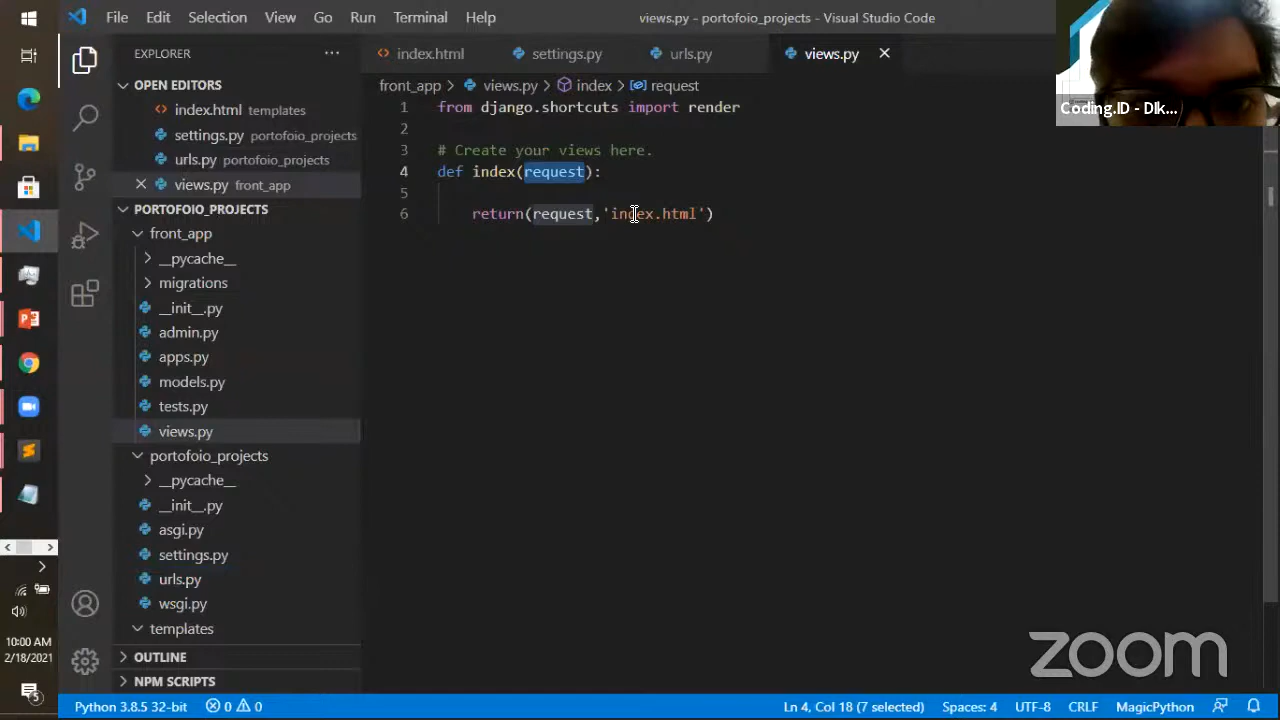 File Edit Selection View Go Run Terminal Help
views.py - portofoio_projects - Visual Studio Code
EXPLORER
OPEN EDITORS
index.html templates
settings.py portofoio_projects
urls.py portofoio_projects
views.py front_app
PORTOFOIO_PROJECTS
front_app
__pycache__
migrations
__init__.py
admin.py
apps.py
models.py
tests.py
views.py
portofoio_projects
__pycache__
__init__.py
asgi.py
settings.py
urls.py
wsgi.py
templates
OUTLINE
NPM SCRIPTS
index.html settings.py urls.py views.py
front_app > views.py > index > request
1 from django.shortcuts import render
2
3 # Create your views here.
4 def index(request):
5
6 return(request,'index.html')
Coding.ID - DIk...
zoom
10:00 AM
2/18/2021
5
Python 3.8.5 32-bit 0 0 Ln 4, Col 18 (7 selected) Spaces: 4 UTF-8 CRLF MagicPython